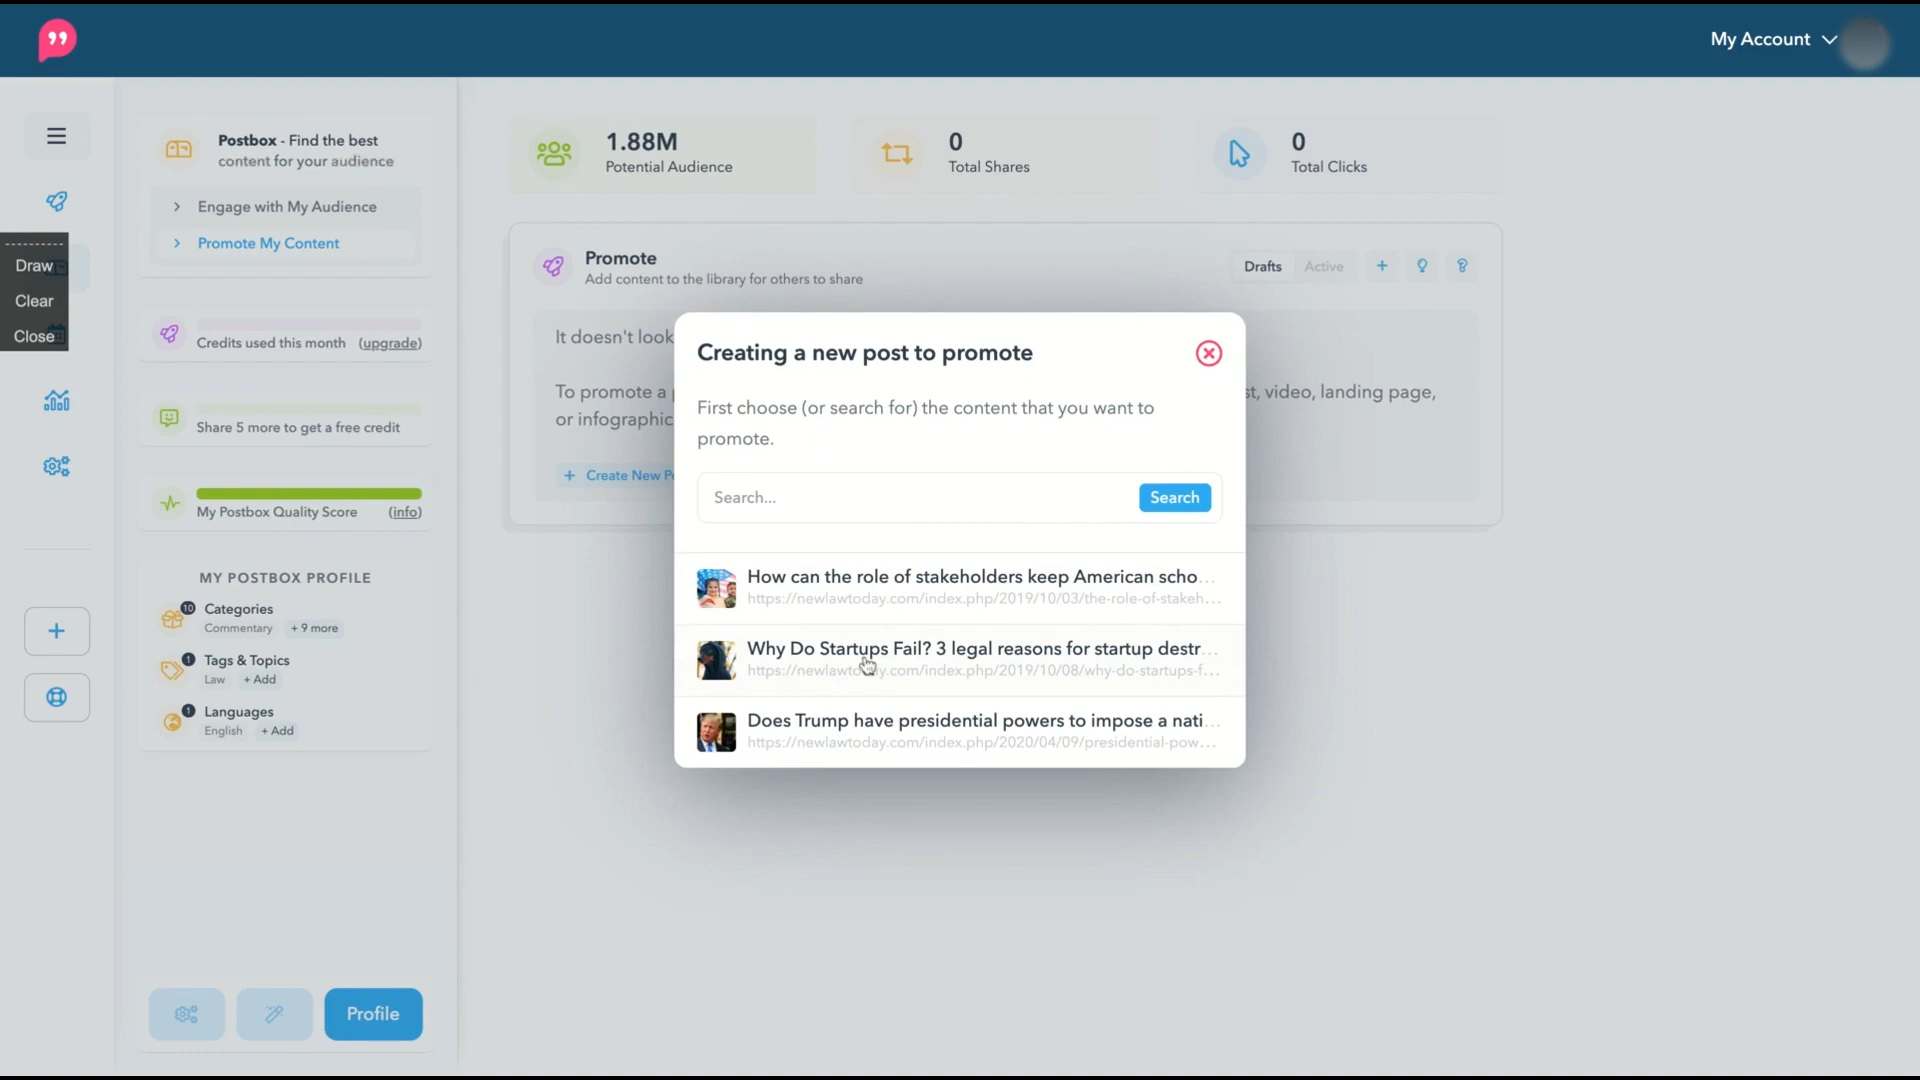 My Account
Postbox - Find the best
content for your audience
Engage with My Audience
Promote My Content
Draw
Clear
Close
Credits used this month (upgrade)
Share 5 more to get a free credit
My Postbox Quality Score (info)
MY POSTBOX PROFILE
10 Categories
Commentary + 9 more
1 Tags & Topics
Law + Add
1 Languages
English + Add
Profile
1.88M
Potential Audience
0
Total Shares
0
Total Clicks
Promote
Add content to the library for others to share
Drafts Active + ?
It doesn't look
To promote a st, video, landing page,
or infographic
+ Create New P
Creating a new post to promote
First choose (or search for) the content that you want to
promote.
Search... Search
How can the role of stakeholders keep American scho...
https://newlawtoday.com/index.php/2019/10/03/the-role-of-stakeh...
Why Do Startups Fail? 3 legal reasons for startup destr...
https://newlawtoday.com/index.php/2019/10/08/why-do-startups-f...
Does Trump have presidential powers to impose a nati...
https://newlawtoday.com/index.php/2020/04/09/presidential-pow...